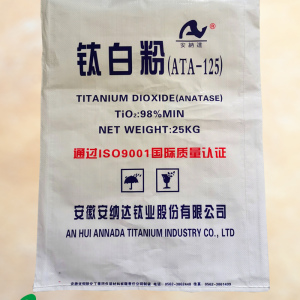 安纳达
钛白粉(ATA-125)
TITANIUM DIOXIDE(ANATASE)
TiO₂:98%MIN
NET WEIGHT:25KG
通过ISO9001国际质量认证
安徽安纳达钛业股份有限公司
AN HUI ANNADA TITANIUM INDUSTRY CO., LTD